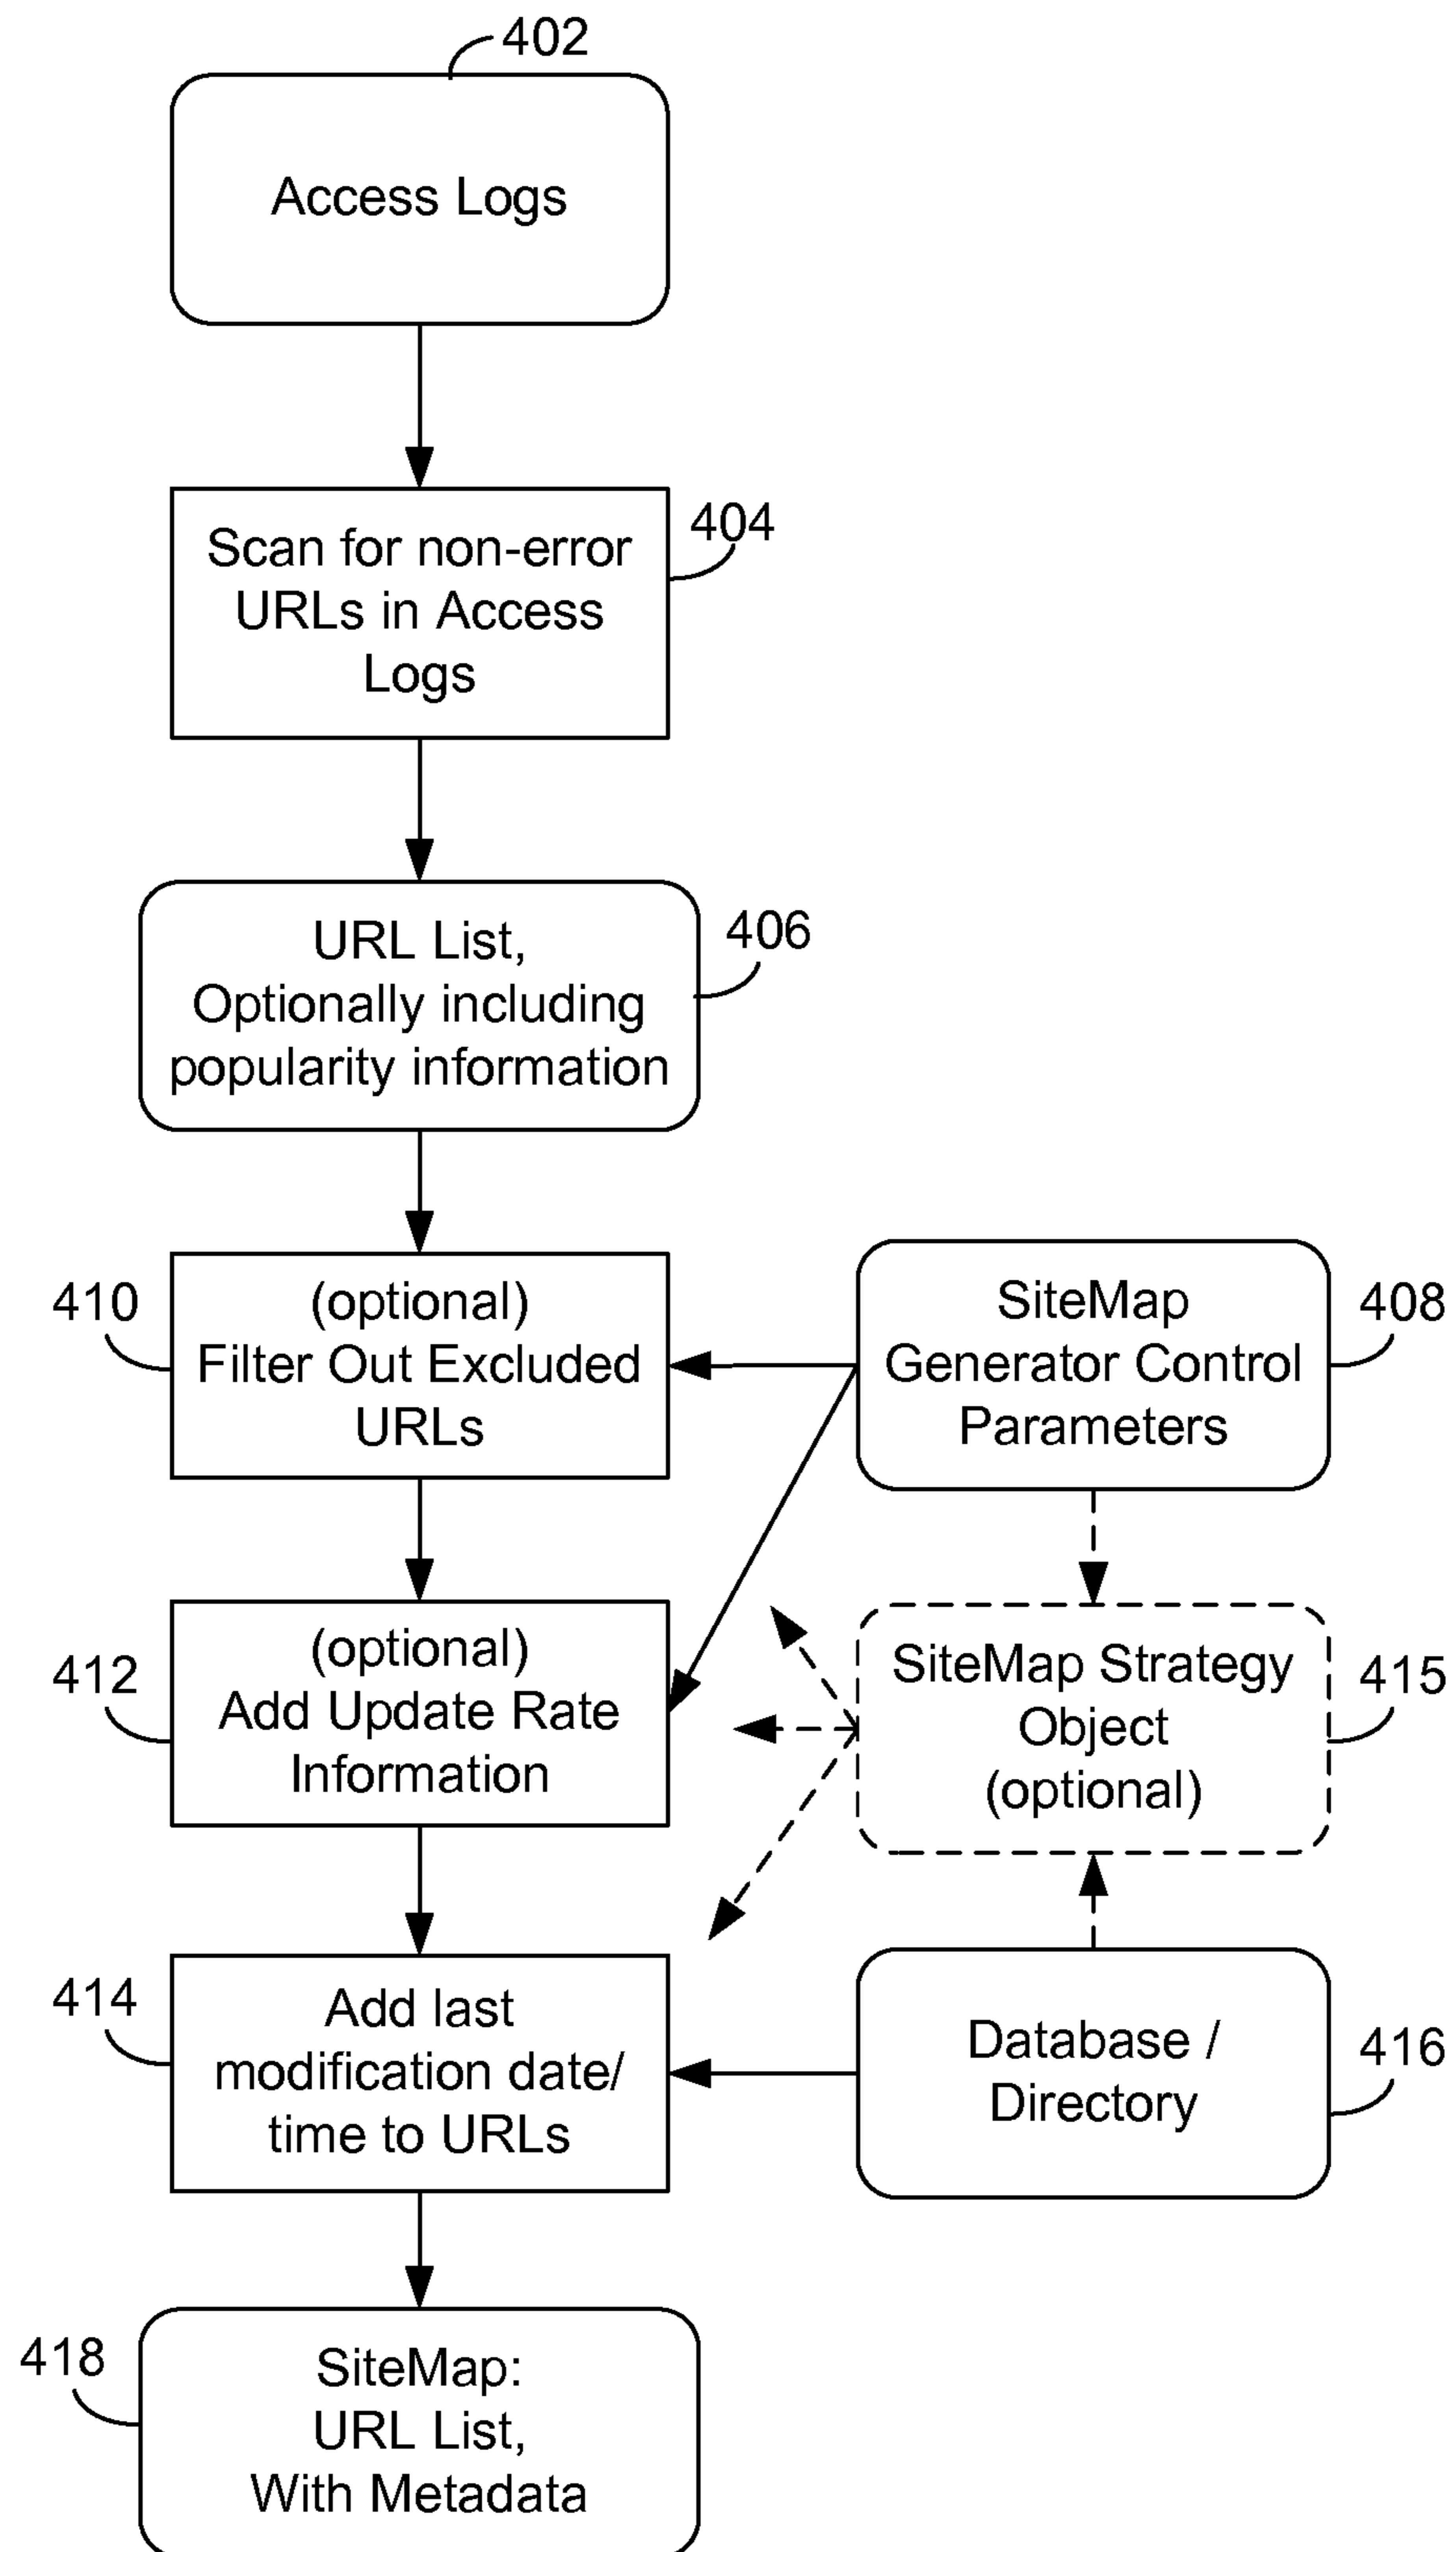 402
Access Logs
Scan for non-error
URLs in Access
Logs
404
URL List,
Optionally including
popularity information
406
410
(optional)
Filter Out Excluded
URLs
SiteMap
Generator Control
Parameters
408
412
(optional)
Add Update Rate
Information
SiteMap Strategy
Object
(optional)
415
414
Add last
modification date/
time to URLs
Database /
Directory
416
418
SiteMap:
URL List,
With Metadata